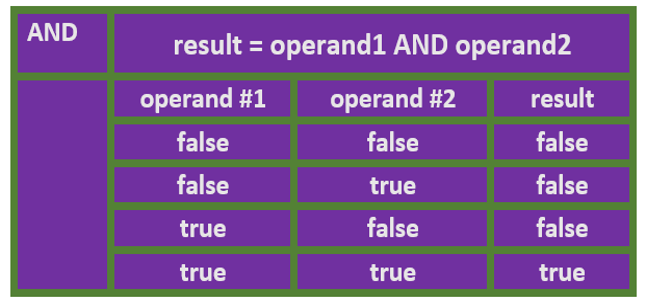 AND
result = operand1 AND operand2
operand #1 operand #2 result
false false false
false true false
true false false
true true true